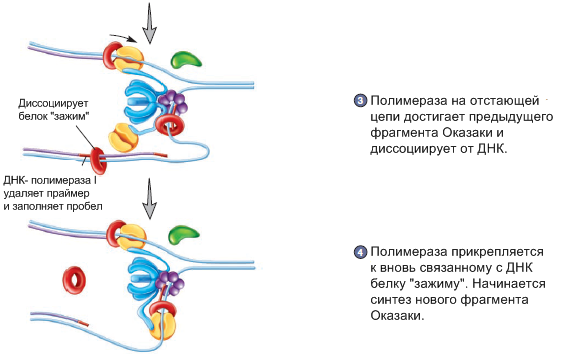 3 Полимераза на отстающей
цепи достигает предыдущего
фрагмента Оказаки и
диссоциирует от ДНК.
Диссоциирует
белок "зажим"
ДНК- полимераза I
удаляет праймер
и заполняет пробел
4 Полимераза прикрепляется
к вновь связанному с ДНК
белку "зажиму". Начинается
синтез нового фрагмента
Оказаки.